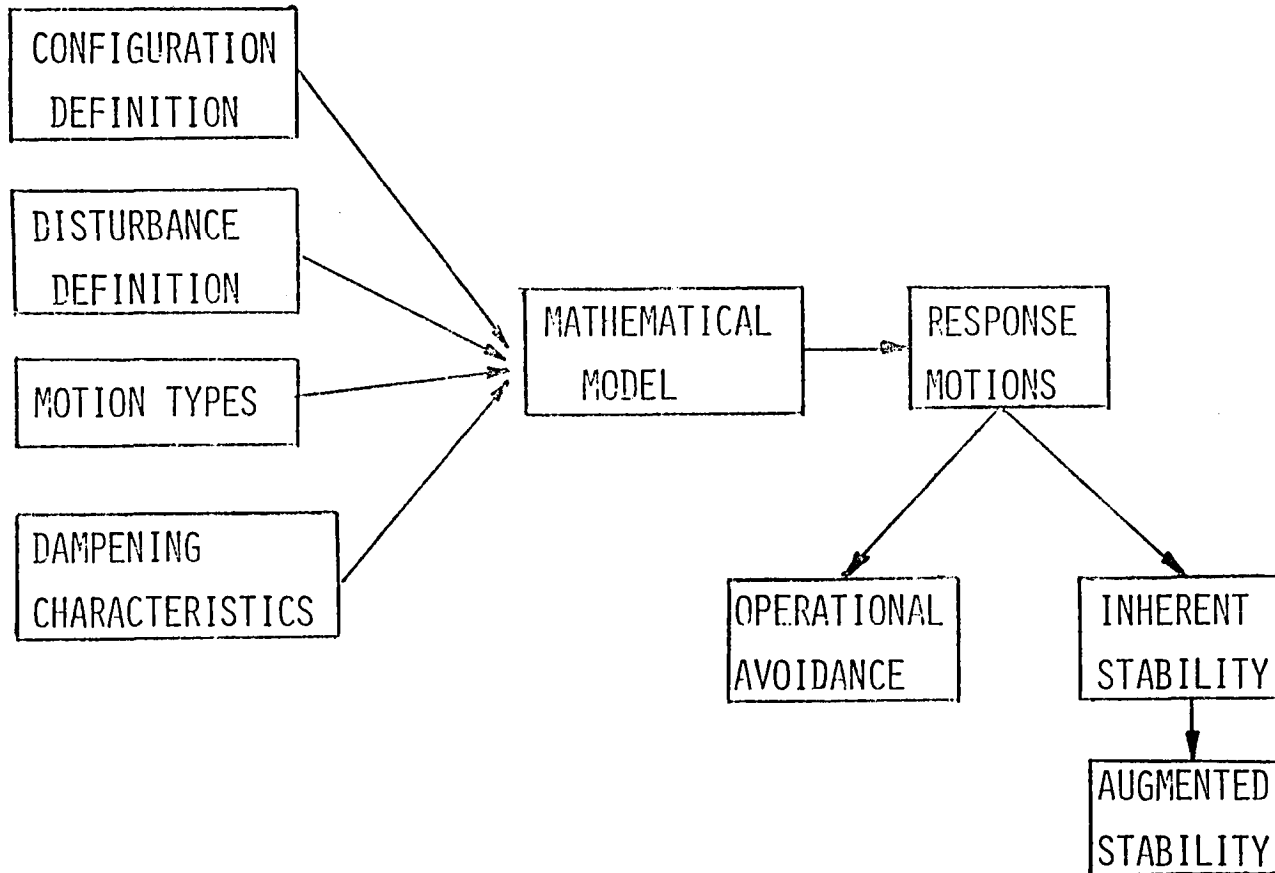 CONFIGURATION
DEFINITION
DISTURBANCE
DEFINITION
MOTION TYPES
DAMPENING
CHARACTERISTICS
MATHEMATICAL
MODEL
RESPONSE
MOTIONS
OPERATIONAL
AVOIDANCE
INHERENT
STABILITY
AUGMENTED
STABILITY